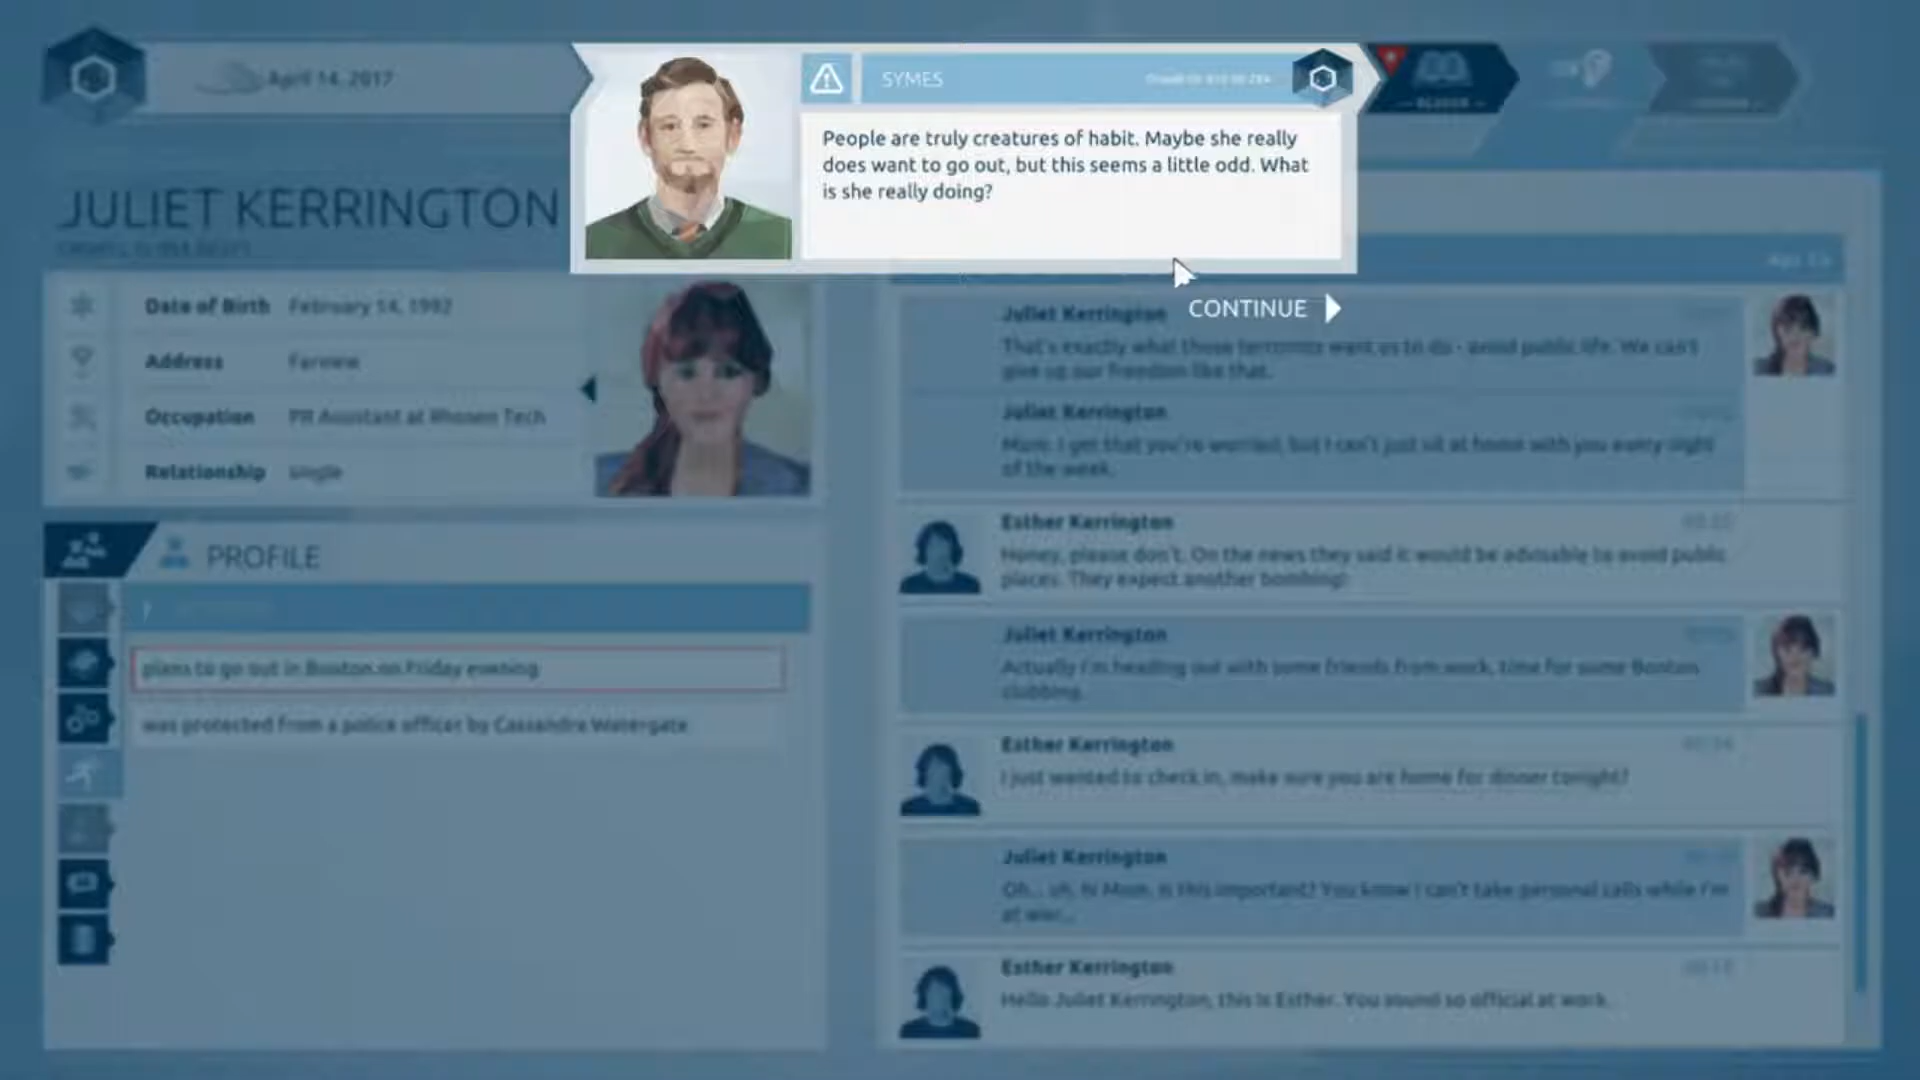 April 14, 2017
SYMES
People are truly creatures of habit. Maybe she really
does want to go out, but this seems a little odd. What
is she really doing?
CONTINUE
JULIET KERRINGTON
Date of Birth February 14, 1992
Address Farview
Occupation PR Assistant at Rhosen Tech
Relationship single
PROFILE
plans to go out in Bonton on Friday evening
was protected from a police officer by Cassandra Watergate
Juliet Kerrington
That's exactly what those terrorists want us to do - avoid public life. We can't
give up our freedom like that.
Juliet Kerrington
Mom. I get that you're worried, but I can't just sit at home with you every night
of the week.
Esther Kerrington
Honey, please don't. On the news they said it would be advisable to avoid public
places. They expect another bombing!
Juliet Kerrington
Actually I'm heading out with some friends from work, time for some Bonton
clubbing.
Esther Kerrington
I just wanted to check in, make sure you are home for dinner tonight?
Juliet Kerrington
Oh... uh, hi Mom, is this important? You know I can't take personal calls while I'm
at wor...
Esther Kerrington
Hello Juliet Kerrington, this is Esther. You sound so official at work.